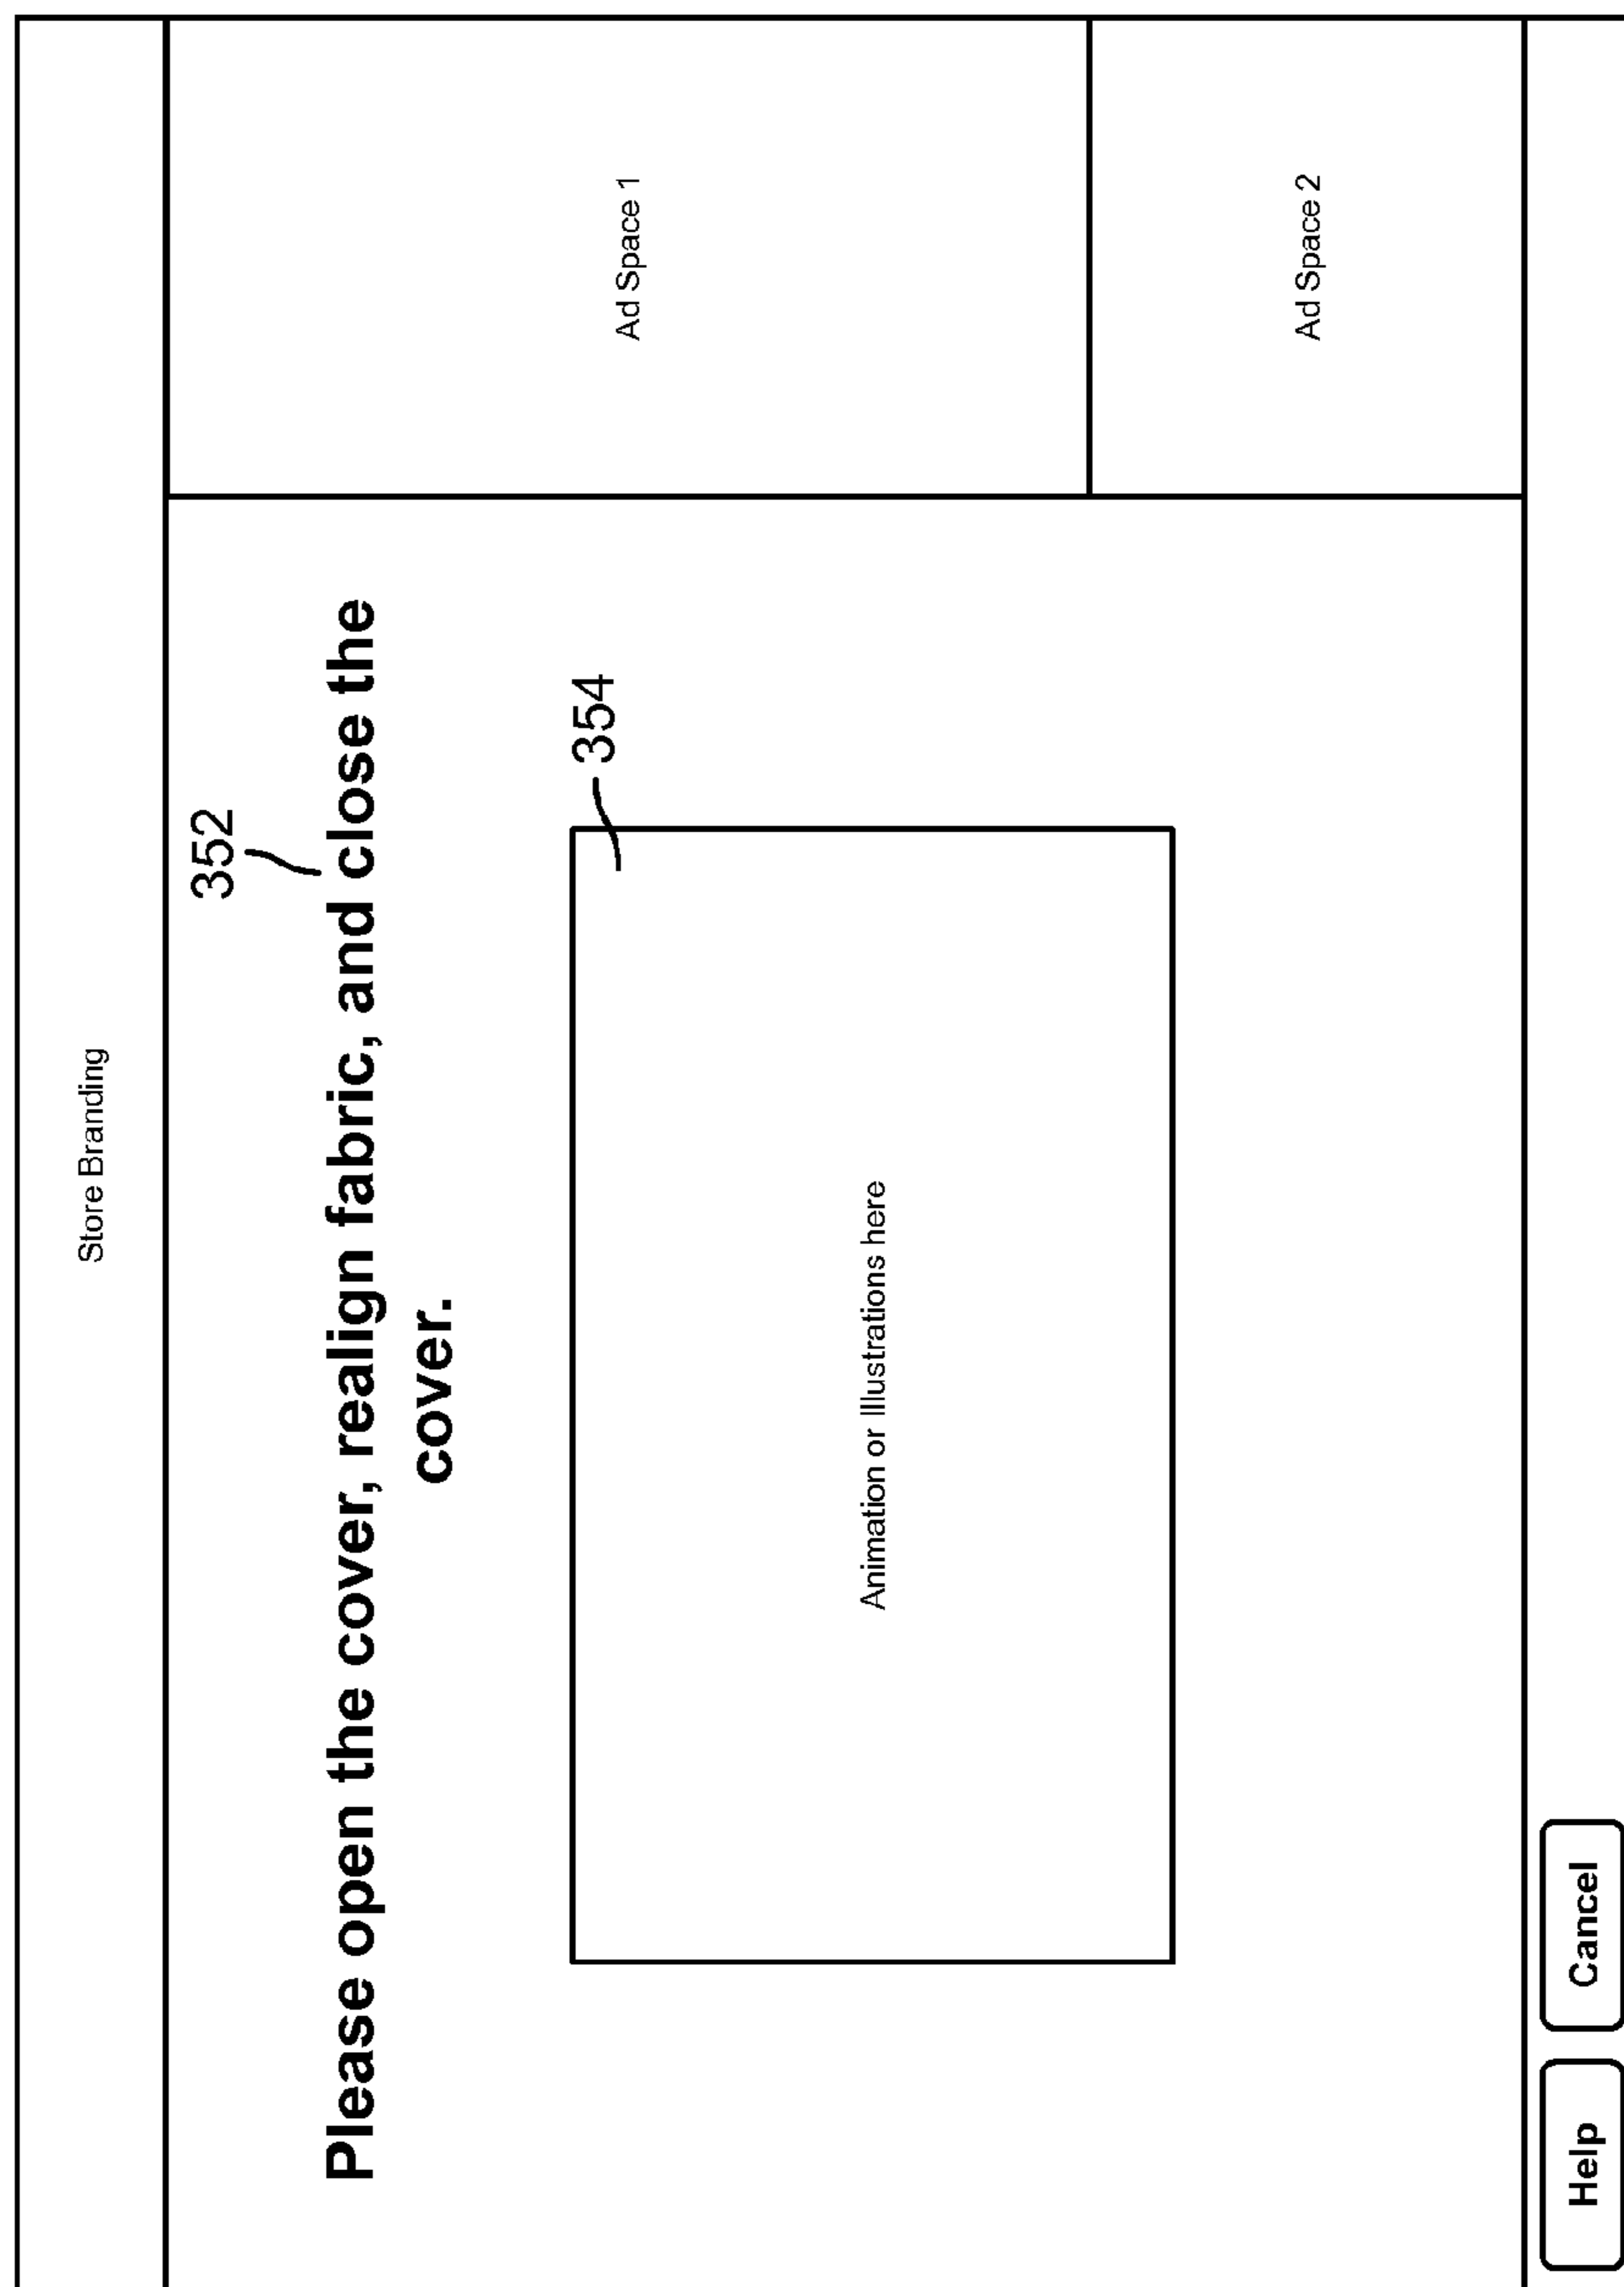 Store Branding
352
Please open the cover, realign fabric, and close the
cover.
354
Animation or Illustrations here
Ad Space 1
Ad Space 2
Help
Cancel